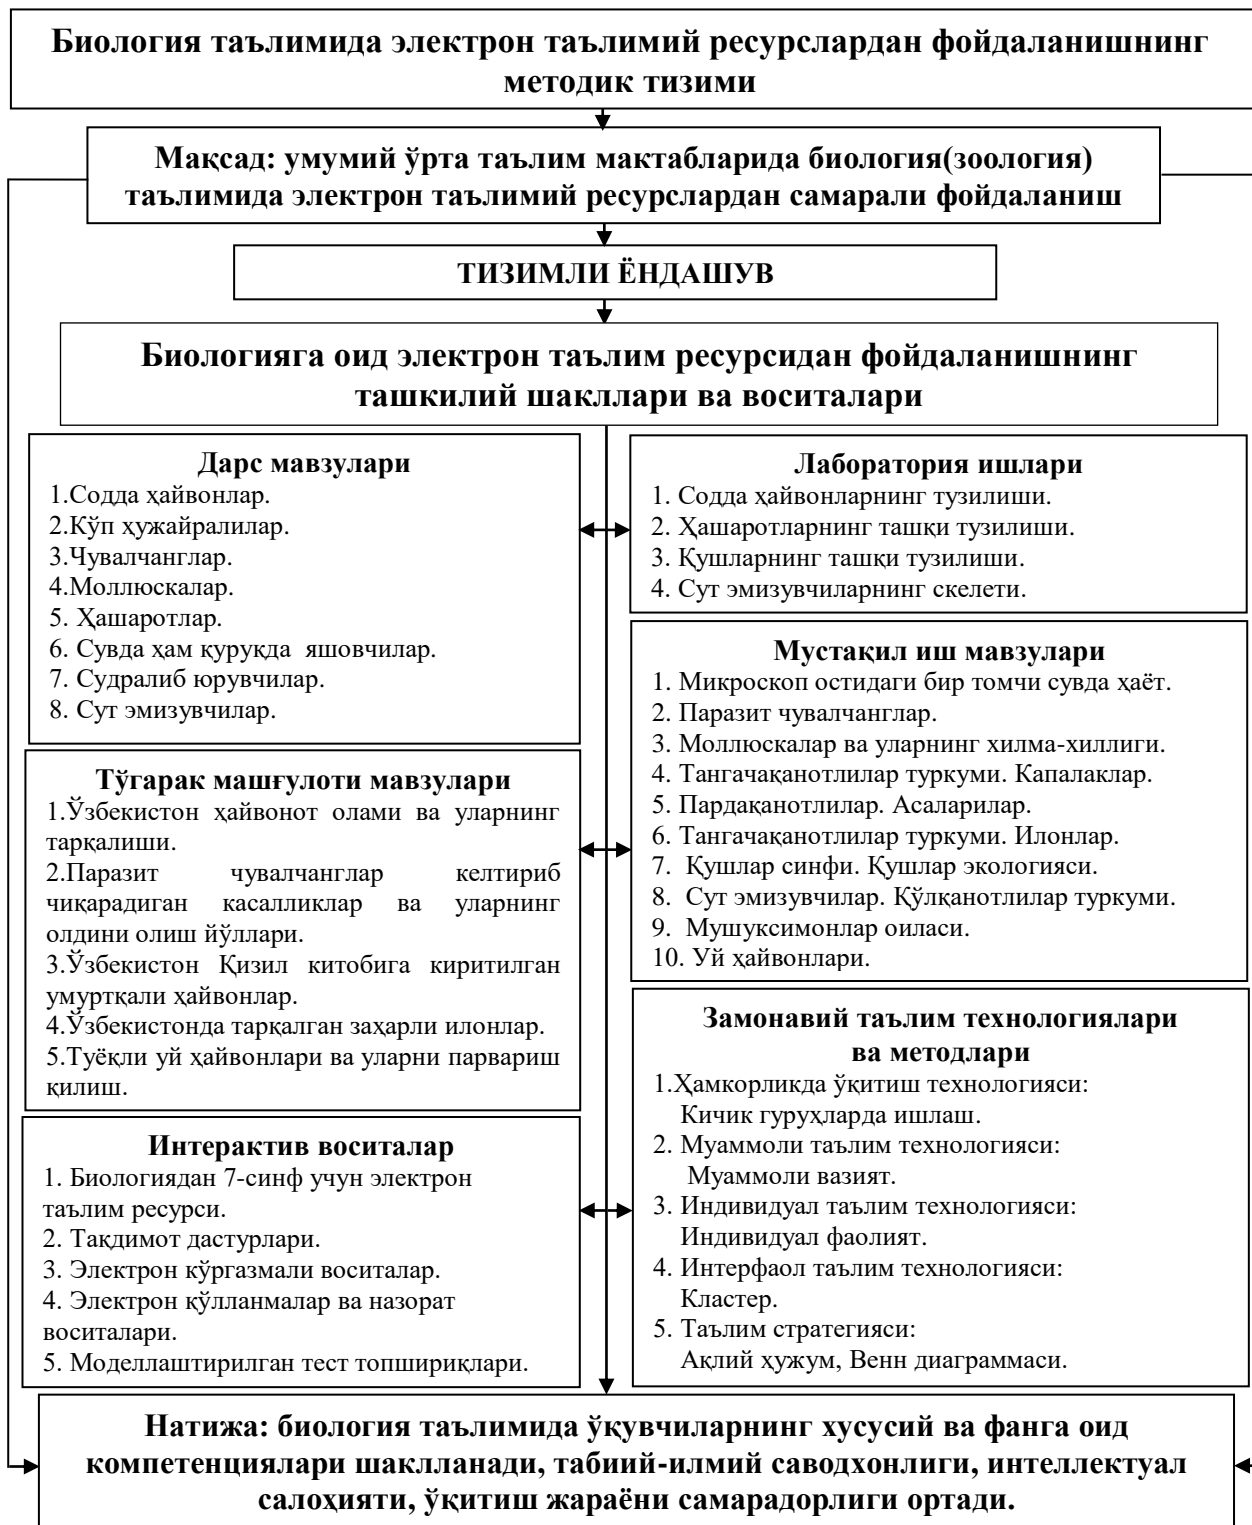 Биология таълимида электрон таълимий ресурслардан фойдаланишнинг
методик тизими
Мақсад: умумий ўрта таълим мактабларида биология(зоология)
таълимида электрон таълимий ресурслардан самарали фойдаланиш
ТИЗИМЛИ ЁНДАШУВ
Биологияга оид электрон таълим ресурсидан фойдаланишнинг
ташкилий шакллари ва воситалари
Дарс мавзулари
1.Содда ҳайвонлар.
2.Кўп ҳужайралилар.
3.Чувалчанглар.
4.Моллюскалар.
5. Ҳашаротлар.
6. Сувда ҳам қуруқда яшовчилар.
7. Судралиб юрувчилар.
8. Сут эмизувчилар.
Лаборатория ишлари
1. Содда ҳайвонларнинг тузилиши.
2. Ҳашаротларнинг ташқи тузилиши.
3. Қушларнинг ташқи тузилиши.
4. Сут эмизувчиларнинг скелети.
Мустақил иш мавзулари
1. Микроскоп остидаги бир томчи сувда ҳаёт.
2. Паразит чувалчанглар.
3. Моллюскалар ва уларнинг хилма-хиллиги.
4. Тангачақанотлилар туркуми. Капалаклар.
5. Пардақанотлилар. Асаларилар.
6. Тангачақанотлилар туркуми. Илонлар.
7. Қушлар синфи. Қушлар экологияси.
8. Сут эмизувчилар. Қўлқанотлилар туркуми.
9. Мушуксимонлар оиласи.
10. Уй ҳайвонлари.
Тўгарак машғулоти мавзулари
1.Ўзбекистон ҳайвонот олами ва уларнинг
тарқалиши.
2.Паразит чувалчанглар келтириб
чиқарадиган касалликлар ва уларнинг
олдини олиш йўллари.
3.Ўзбекистон Қизил китобига киритилган
умуртқали ҳайвонлар.
4.Ўзбекистонда тарқалган заҳарли илонлар.
5.Туёқли уй ҳайвонлари ва уларни парвариш
қилиш.
Замонавий таълим технологиялари
ва методлари
1.Ҳамкорликда ўқитиш технологияси:
Кичик гуруҳларда ишлаш.
2. Муаммоли таълим технологияси:
Муаммоли вазият.
3. Индивидуал таълим технологияси:
Индивидуал фаолият.
4. Интерфаол таълим технологияси:
Кластер.
5. Таълим стратегияси:
Ақлий ҳужум, Венн диаграммаси.
Интерактив воситалар
1. Биологиядан 7-синф учун электрон
таълим ресурси.
2. Тақдимот дастурлари.
3. Электрон кўргазмали воситалар.
4. Электрон қўлланмалар ва назорат
воситалари.
5. Моделлаштирилган тест топшириқлари.
Натижа: биология таълимида ўқувчиларнинг хусусий ва фанга оид
компетенциялари шаклланади, табиий-илмий саводхонлиги, интеллектуал
салоҳияти, ўқитиш жараёни самарадорлиги ортади.